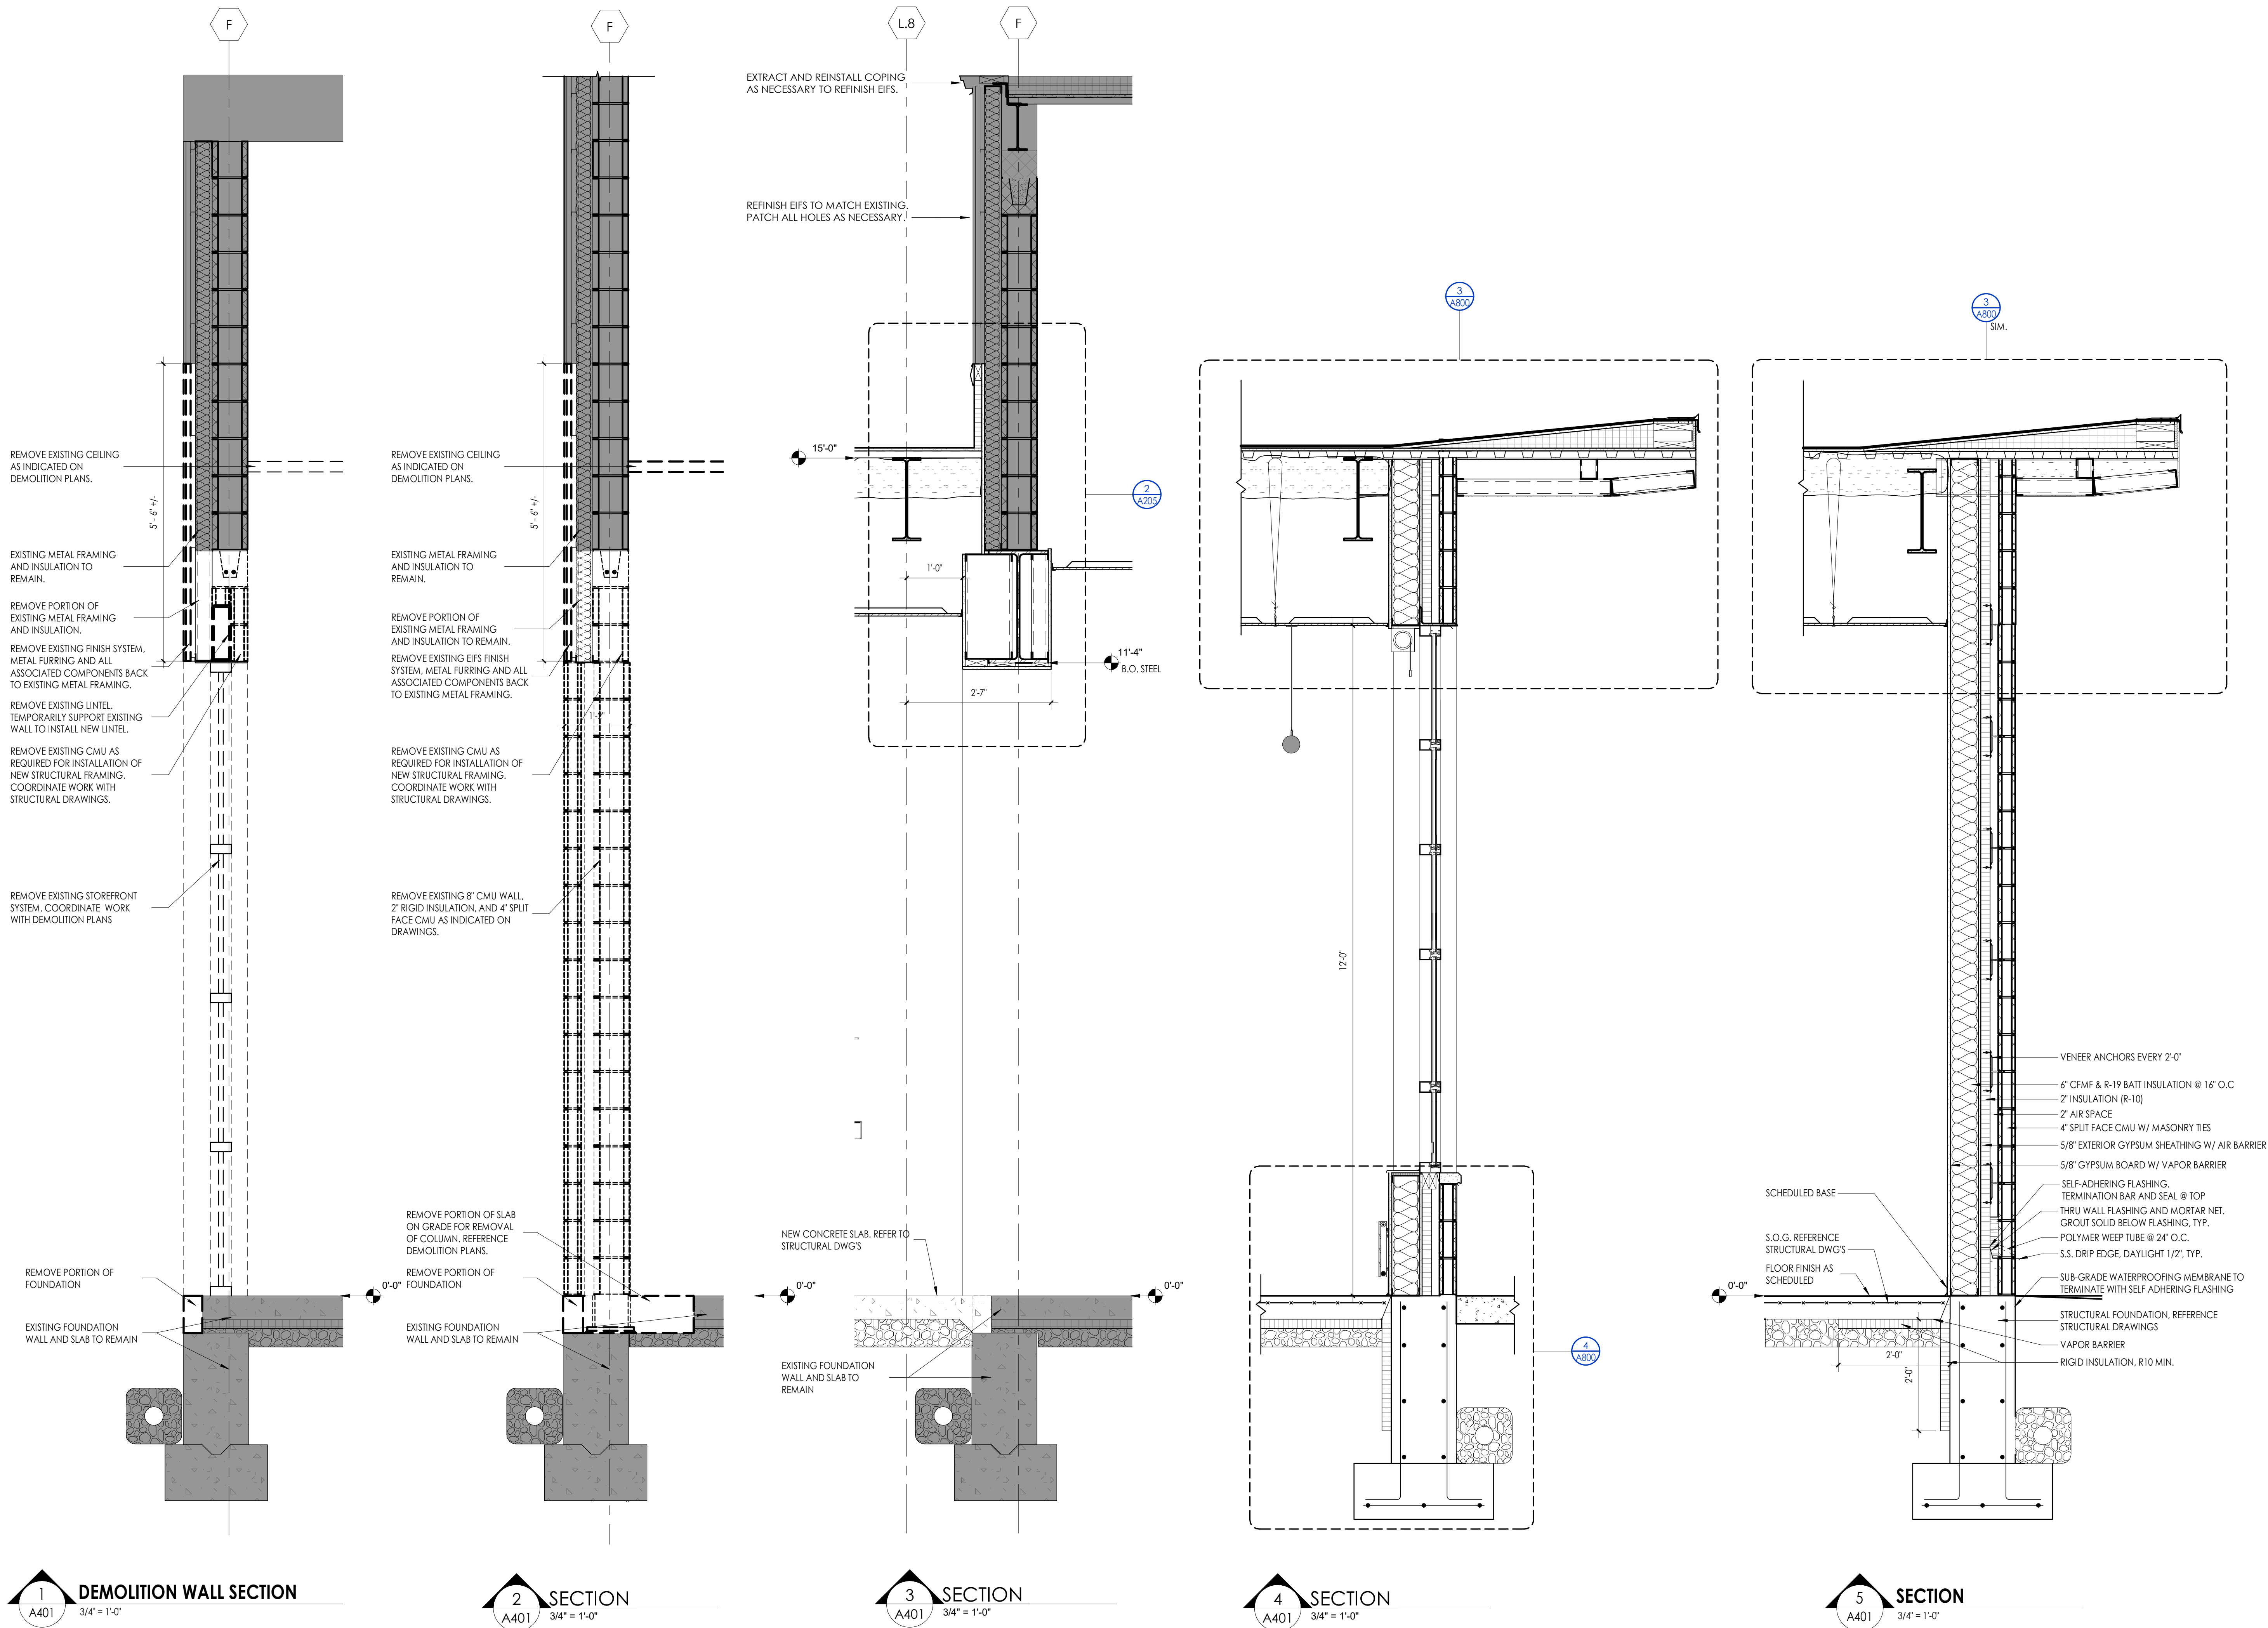 F
F
L.8
F
EXTRACT AND REINSTALL COPING
AS NECESSARY TO REFINISH EIFS.
REFINISH EIFS TO MATCH EXISTING.
PATCH ALL HOLES AS NECESSARY.
3
A800
3
A800
SIM.
REMOVE EXISTING CEILING
AS INDICATED ON
DEMOLITION PLANS.
5' - 6" +/-
EXISTING METAL FRAMING
AND INSULATION TO
REMAIN.
REMOVE PORTION OF
EXISTING METAL FRAMING
AND INSULATION.
REMOVE EXISTING FINISH SYSTEM,
METAL FURRING AND ALL
ASSOCIATED COMPONENTS BACK
TO EXISTING METAL FRAMING.
REMOVE EXISTING LINTEL.
TEMPORARILY SUPPORT EXISTING
WALL TO INSTALL NEW LINTEL.
REMOVE EXISTING CMU AS
REQUIRED FOR INSTALLATION OF
NEW STRUCTURAL FRAMING.
COORDINATE WORK WITH
STRUCTURAL DRAWINGS.
REMOVE EXISTING STOREFRONT
SYSTEM. COORDINATE WORK
WITH DEMOLITION PLANS
REMOVE PORTION OF
FOUNDATION
0'-0"
EXISTING FOUNDATION
WALL AND SLAB TO REMAIN
REMOVE EXISTING CEILING
AS INDICATED ON
DEMOLITION PLANS.
5' - 6" +/-
EXISTING METAL FRAMING
AND INSULATION TO
REMAIN.
REMOVE PORTION OF
EXISTING METAL FRAMING
AND INSULATION TO REMAIN.
REMOVE EXISTING EIFS FINISH
SYSTEM, METAL FURRING AND ALL
ASSOCIATED COMPONENTS BACK
TO EXISTING METAL FRAMING.
REMOVE EXISTING CMU AS
REQUIRED FOR INSTALLATION OF
NEW STRUCTURAL FRAMING.
COORDINATE WORK WITH
STRUCTURAL DRAWINGS.
REMOVE EXISTING 8" CMU WALL,
2" RIGID INSULATION, AND 4" SPLIT
FACE CMU AS INDICATED ON
DRAWINGS.
REMOVE PORTION OF SLAB
ON GRADE FOR REMOVAL
OF COLUMN. REFERENCE
DEMOLITION PLANS.
REMOVE PORTION OF
FOUNDATION
EXISTING FOUNDATION
WALL AND SLAB TO REMAIN
15'-0"
2
A205
1'-0"
11'-4"
B.O. STEEL
2'-7"
NEW CONCRETE SLAB. REFER TO
STRUCTURAL DWG'S
0'-0"
0'-0"
EXISTING FOUNDATION
WALL AND SLAB TO
REMAIN
12'-0"
4
A800
VENEER ANCHORS EVERY 2'-0"
6" CFMF & R-19 BATT INSULATION @ 16" O.C
2" INSULATION (R-10)
2" AIR SPACE
4" SPLIT FACE CMU W/ MASONRY TIES
5/8" EXTERIOR GYPSUM SHEATHING W/ AIR BARRIER
5/8" GYPSUM BOARD W/ VAPOR BARRIER
SELF-ADHERING FLASHING.
TERMINATION BAR AND SEAL @ TOP
THRU WALL FLASHING AND MORTAR NET.
GROUT SOLID BELOW FLASHING, TYP.
POLYMER WEEP TUBE @ 24" O.C.
S.S. DRIP EDGE, DAYLIGHT 1/2", TYP.
SUB-GRADE WATERPROOFING MEMBRANE TO
TERMINATE WITH SELF ADHERING FLASHING
STRUCTURAL FOUNDATION, REFERENCE
STRUCTURAL DRAWINGS
VAPOR BARRIER
RIGID INSULATION, R10 MIN.
SCHEDULED BASE
S.O.G. REFERENCE
STRUCTURAL DWG'S
FLOOR FINISH AS
SCHEDULED
0'-0"
2'-0"
2'-0"
1
A401
DEMOLITION WALL SECTION
3/4" = 1'-0"
2
A401
SECTION
3/4" = 1'-0"
3
A401
SECTION
3/4" = 1'-0"
4
A401
SECTION
3/4" = 1'-0"
5
A401
SECTION
3/4" = 1'-0"